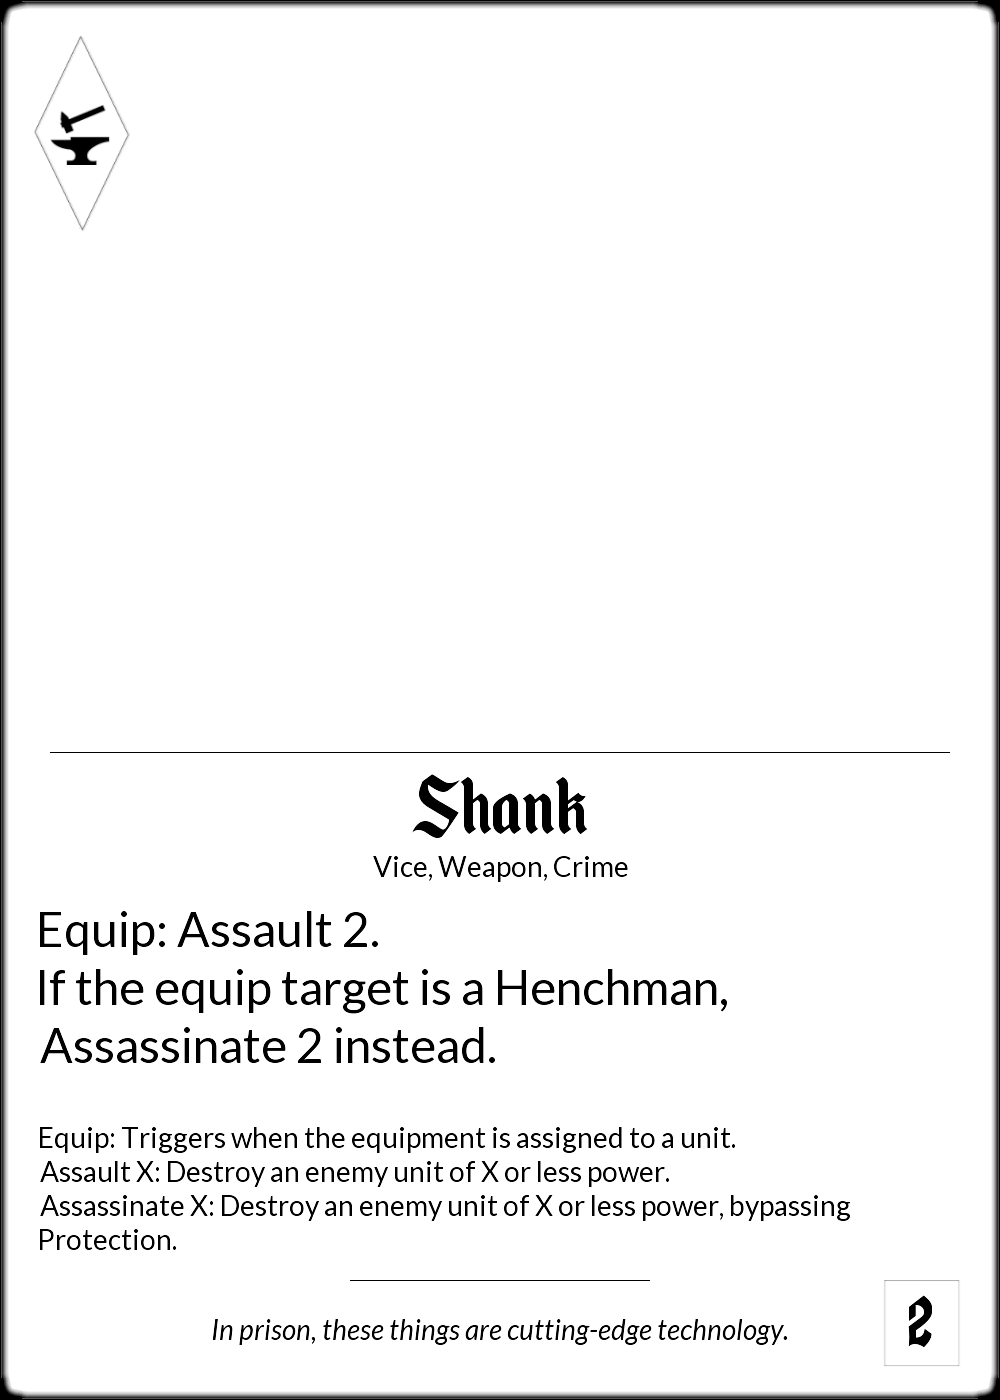 Shank
Vice, Weapon, Crime
Equip: Assault 2.
If the equip target is a Henchman,
Assassinate 2 instead.
Equip: Triggers when the equipment is assigned to a unit.
Assault X: Destroy an enemy unit of X or less power.
Assassinate X: Destroy an enemy unit of X or less power, bypassing
Protection.
In prison, these things are cutting-edge technology.
2